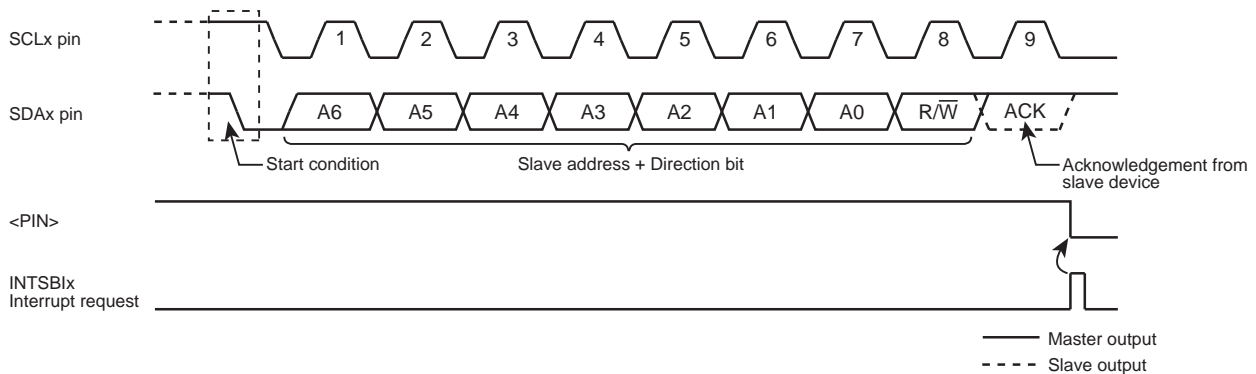 SCLx pin
1 2 3 4 5 6 7 8 9
SDAx pin
A6 A5 A4 A3 A2 A1 A0 R/W̅ ACK
Start condition
Slave address + Direction bit
Acknowledgement from
slave device
<PIN>
INTSBIx
Interrupt request
Master output
Slave output